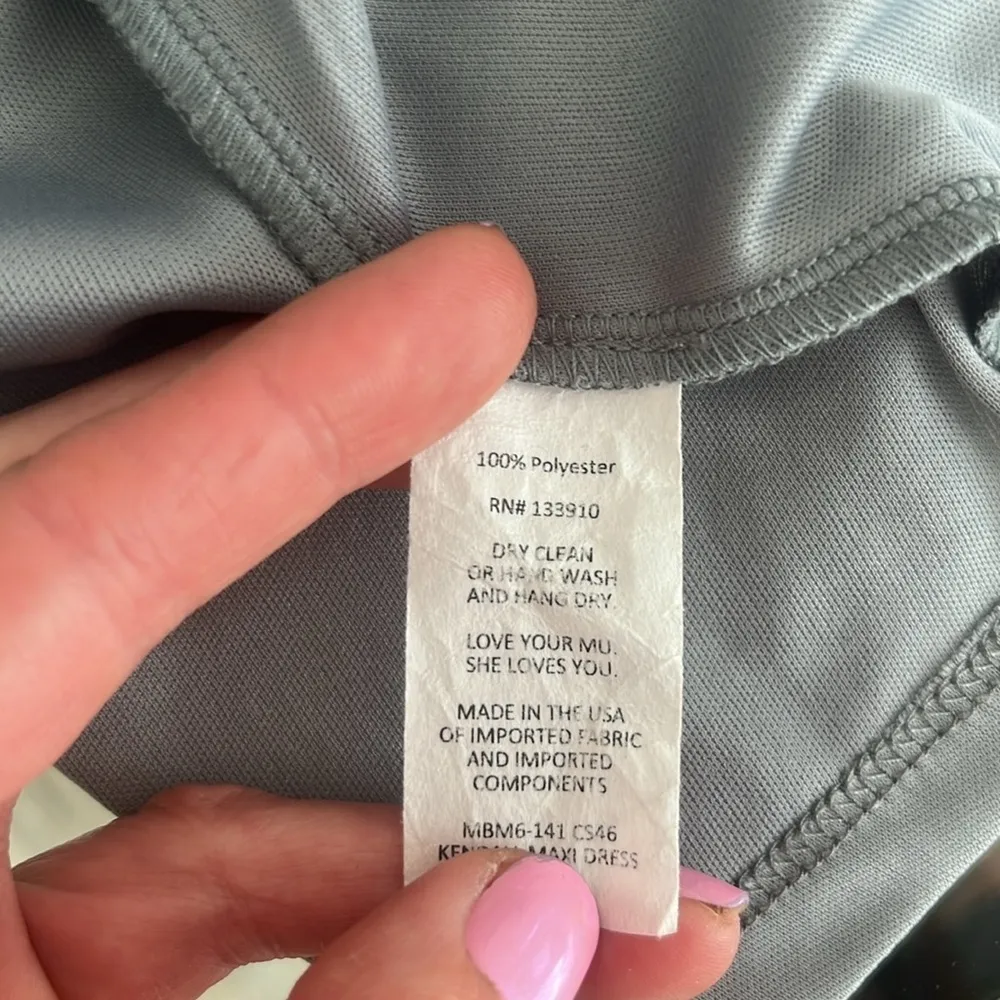 100% Polyester
RN# 133910
DRY CLEAN
OR HAND WASH
AND HANG DRY.
LOVE YOUR MU.
SHE LOVES YOU.
MADE IN THE USA
OF IMPORTED FABRIC
AND IMPORTED
COMPONENTS
MBM6-141 CS46
MAXI DRESS